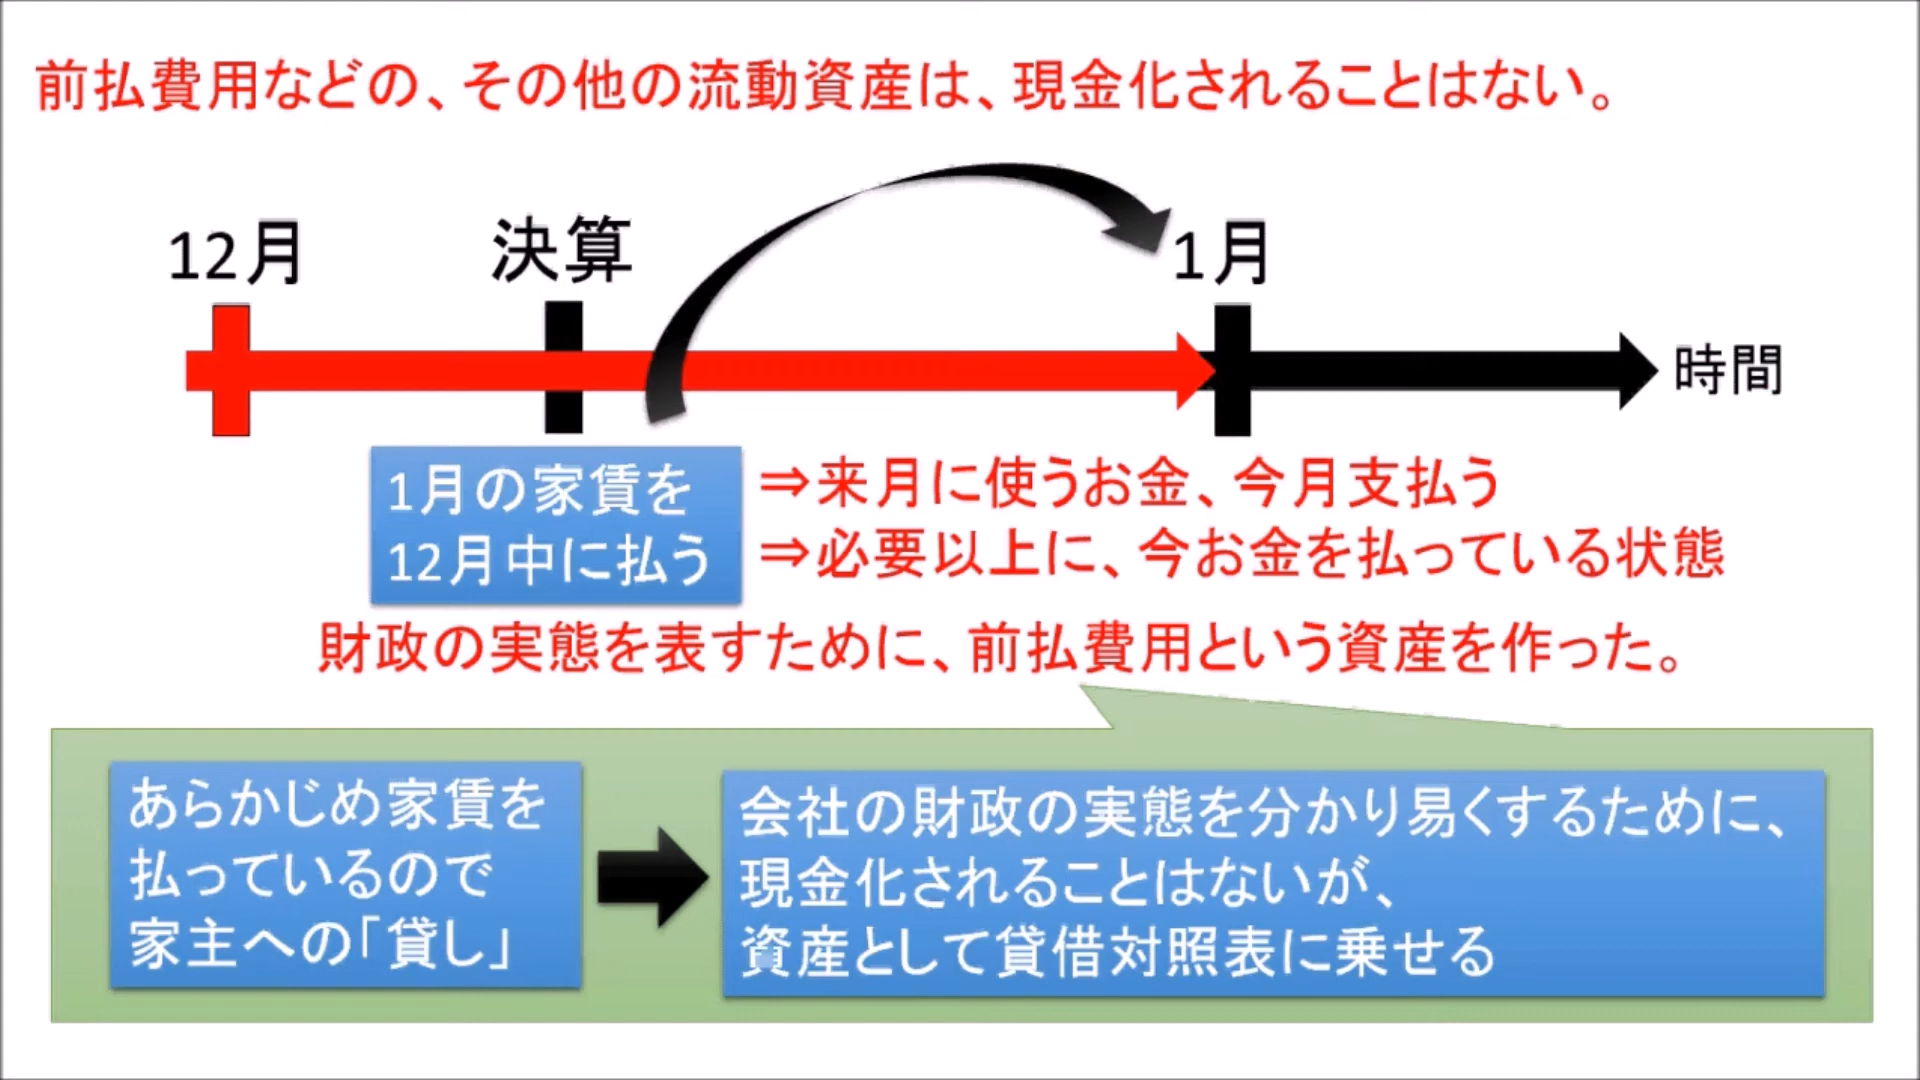 前払費用などの、その他の流動資産は、現金化されることはない。
12月
決算
1月
時間
1月の家賃を
12月中に払う
⇒来月に使うお金、今月支払う
⇒必要以上に、今お金を払っている状態
財政の実態を表すために、前払費用という資産を作った。
あらかじめ家賃を
払っているので
家主への「貸し」
会社の財政の実態を分かり易くするために、
現金化されることはないが、
資産として貸借対照表に乗せる